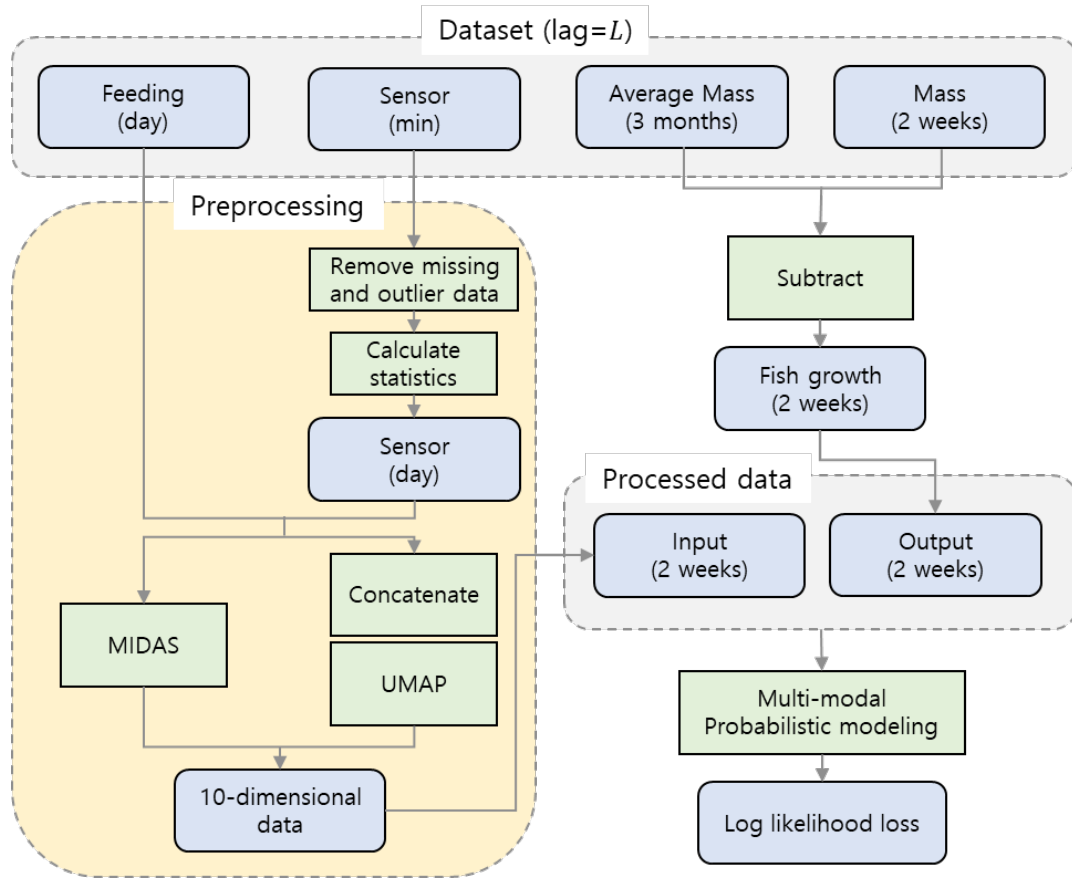 Dataset (lag=L)
Feeding
(day)
Sensor
(min)
Average Mass
(3 months)
Mass
(2 weeks)
Preprocessing
Remove missing
and outlier data
Calculate
statistics
Sensor
(day)
MIDAS
Concatenate
UMAP
10-dimensional
data
Subtract
Fish growth
(2 weeks)
Processed data
Input
(2 weeks)
Output
(2 weeks)
Multi-modal
Probabilistic modeling
Log likelihood loss